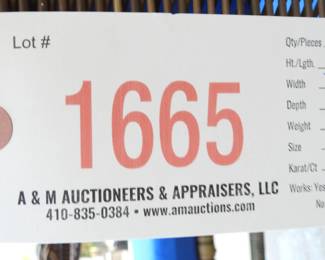 Lot #
1665
A & M AUCTIONEERS & APPRAISERS, LLC
410-835-0384 • www.amauctions.com
Qty/Pieces
Ht./Lgth.
Width
Depth
Weight
Size
Karat/Ct
Works: Yes
No